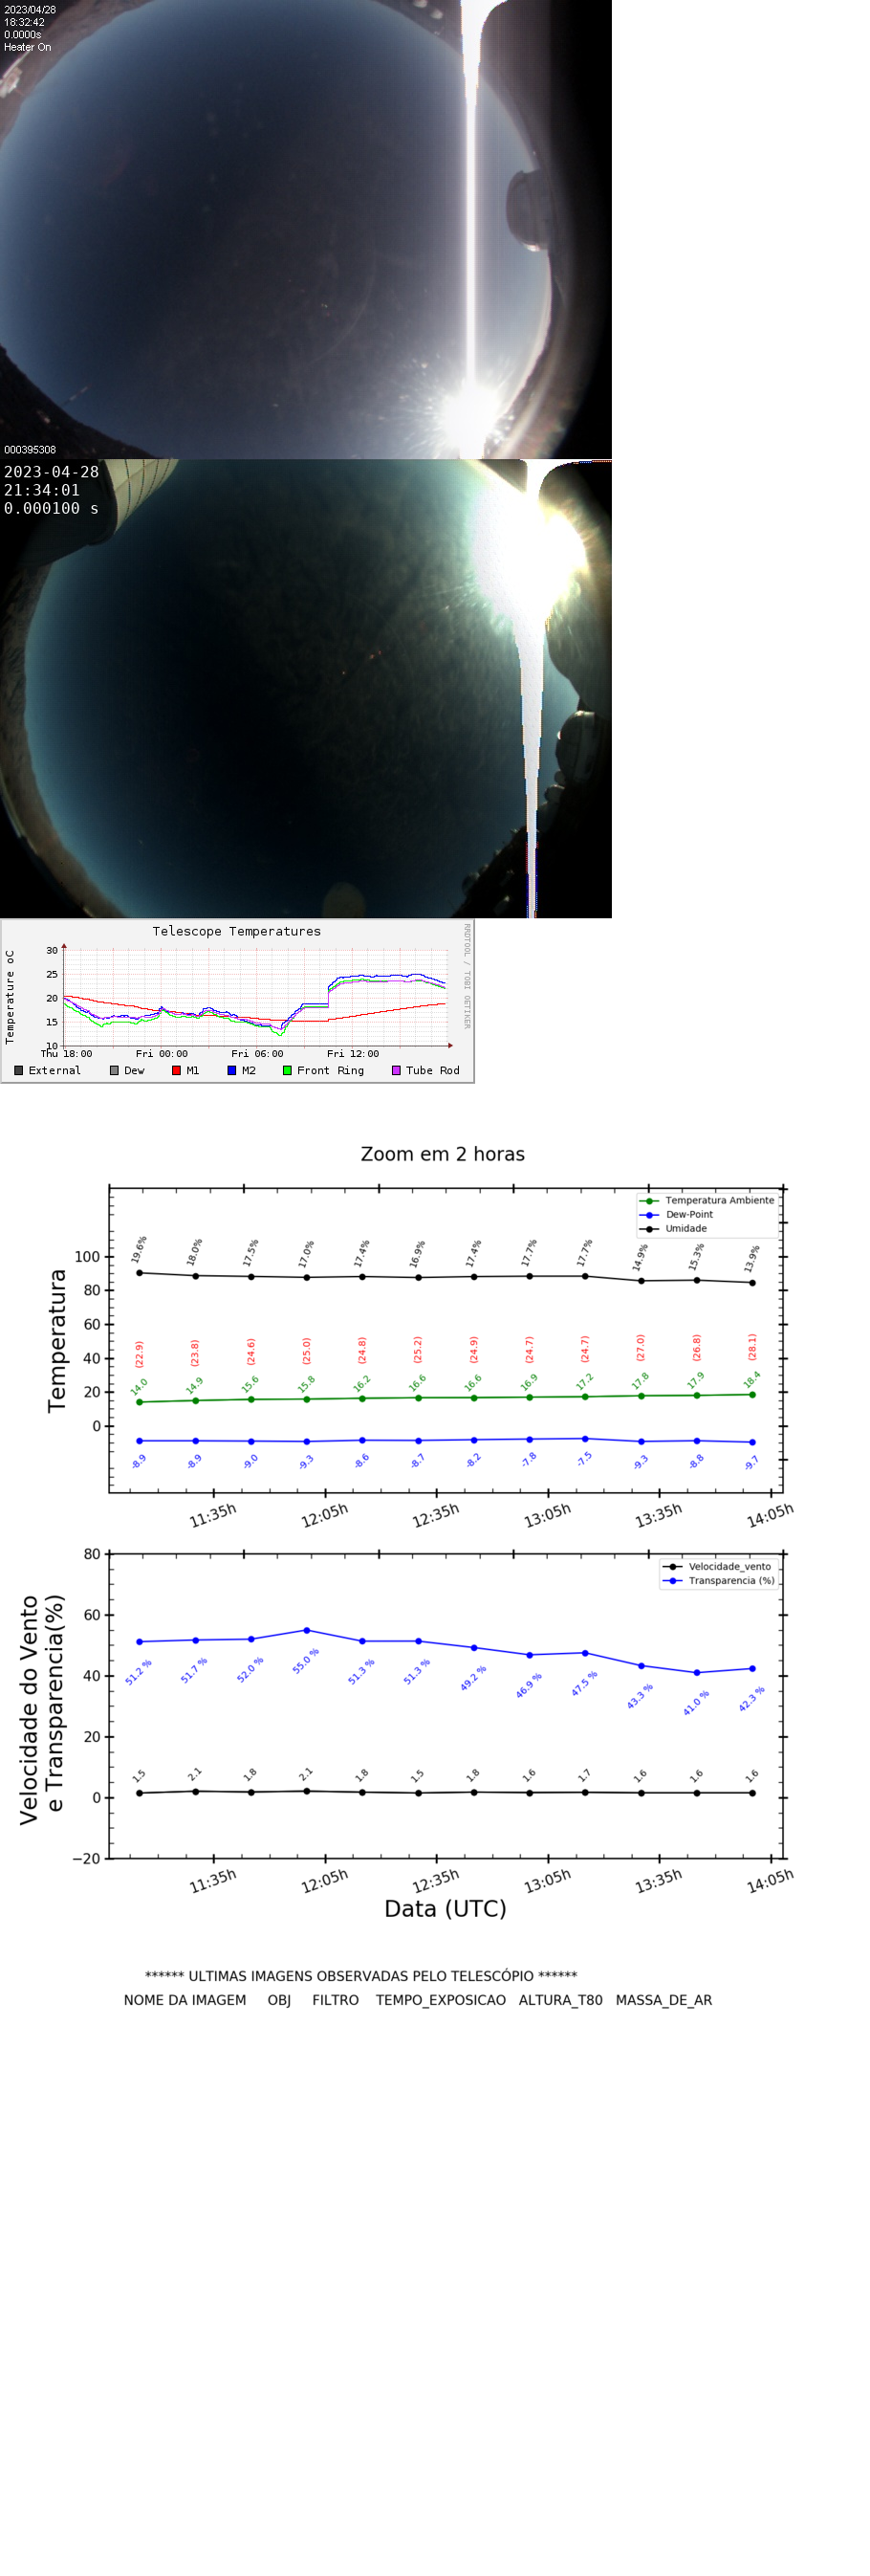 2023/04/28
18:32:42
0.0000s
Heater On
000395308
2023-04-28
21:34:01
0.000100 s
Telescope Temperatures
RRDTOOL / TOBI OETIKER
Temperature oC
30
25
20
15
10
Thu 18:00 Fri 00:00 Fri 06:00 Fri 12:00
External Dew M1 M2 Front Ring Tube Rod
Zoom em 2 horas
Temperatura Ambiente
Dew-Point
Umidade
Temperatura
100
80
60
40
20
0
19.6% 18.0% 17.5% 17.0% 17.4% 16.9% 17.4% 17.7% 17.7% 14.9% 15.3% 13.9%
(22.9) (23.8) (24.6) (25.0) (24.8) (25.2) (24.9) (24.7) (24.7) (27.0) (26.8) (28.1)
14.0 14.9 15.6 15.8 16.2 16.6 16.6 16.9 17.2 17.8 17.9 18.4
-8.9 -8.9 -9.0 -9.3 -8.6 -8.7 -8.2 -7.8 -7.5 -9.3 -8.8 -9.7
11:35h 12:05h 12:35h 13:05h 13:35h 14:05h
Velocidade_vento
Transparencia (%)
Velocidade do Vento
e Transparencia(%)
80
60
40
20
0
−20
51.2 % 51.7 % 52.0 % 55.0 % 51.3 % 51.3 % 49.2 % 46.9 % 47.5 % 43.3 % 41.0 % 42.3 %
1.5 2.1 1.8 2.1 1.8 1.5 1.8 1.6 1.7 1.6 1.6 1.6
11:35h 12:05h 12:35h 13:05h 13:35h 14:05h
Data (UTC)
****** ULTIMAS IMAGENS OBSERVADAS PELO TELESCÓPIO ******
NOME DA IMAGEM OBJ FILTRO TEMPO_EXPOSICAO ALTURA_T80 MASSA_DE_AR